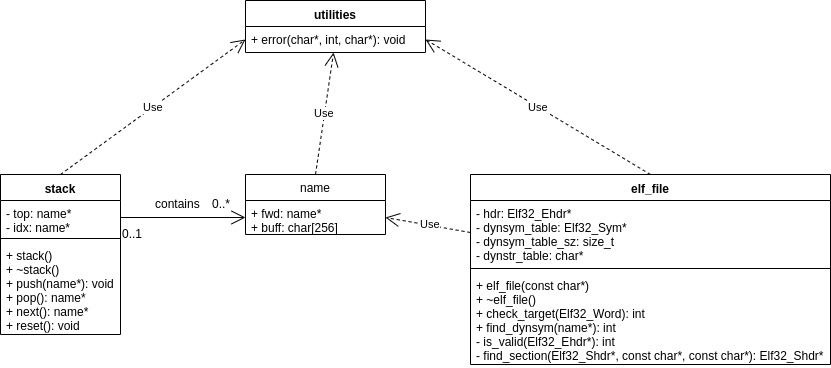 utilities
+ error(char*, int, char*): void
Use
Use
Use
stack
- top: name*
- idx: name*
+ stack()
+ ~stack()
+ push(name*): void
+ pop(): name*
+ next(): name*
+ reset(): void
contains
0..*
0..1
name
+ fwd: name*
+ buff: char[256]
Use
elf_file
- hdr: Elf32_Ehdr*
- dynsym_table: Elf32_Sym*
- dynsym_table_sz: size_t
- dynstr_table: char*
+ elf_file(const char*)
+ ~elf_file()
+ check_target(Elf32_Word): int
+ find_dynsym(name*): int
- is_valid(Elf32_Ehdr*): int
- find_section(Elf32_Shdr*, const char*, const char*): Elf32_Shdr*